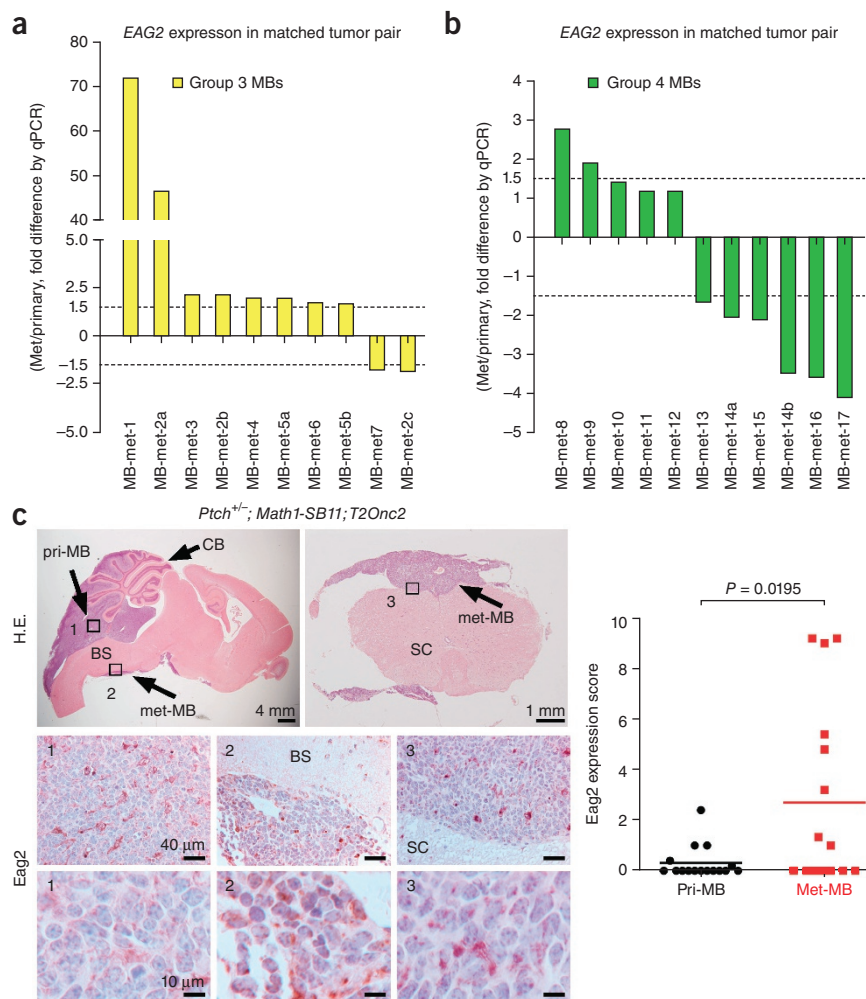 a
EAG2 expresson in matched tumor pair
Group 3 MBs
(Met/primary, fold difference by qPCR)
80
70
60
50
40
5.0
2.5
1.5
0
−1.5
−2.5
−5.0
MB-met-1
MB-met-2a
MB-met-3
MB-met-2b
MB-met-4
MB-met-5a
MB-met-6
MB-met-5b
MB-met7
MB-met-2c
b
EAG2 expresson in matched tumor pair
Group 4 MBs
(Met/primary, fold difference by qPCR)
4
3
2
1.5
1
0
−1
−2
−3
−4
−5
MB-met-8
MB-met-9
MB-met-10
MB-met-11
MB-met-12
MB-met-13
MB-met-14a
MB-met-15
MB-met-14b
MB-met-16
MB-met-17
c
Ptch+/–; Math1-SB11; T2Onc2
H.E.
pri-MB
CB
1
BS
2
met-MB
4 mm
3
met-MB
SC
1 mm
Eag2
1
40 μm
2
BS
3
SC
1
10 μm
2
3
P = 0.0195
Eag2 expression score
10
8
6
4
2
0
Pri-MB
Met-MB